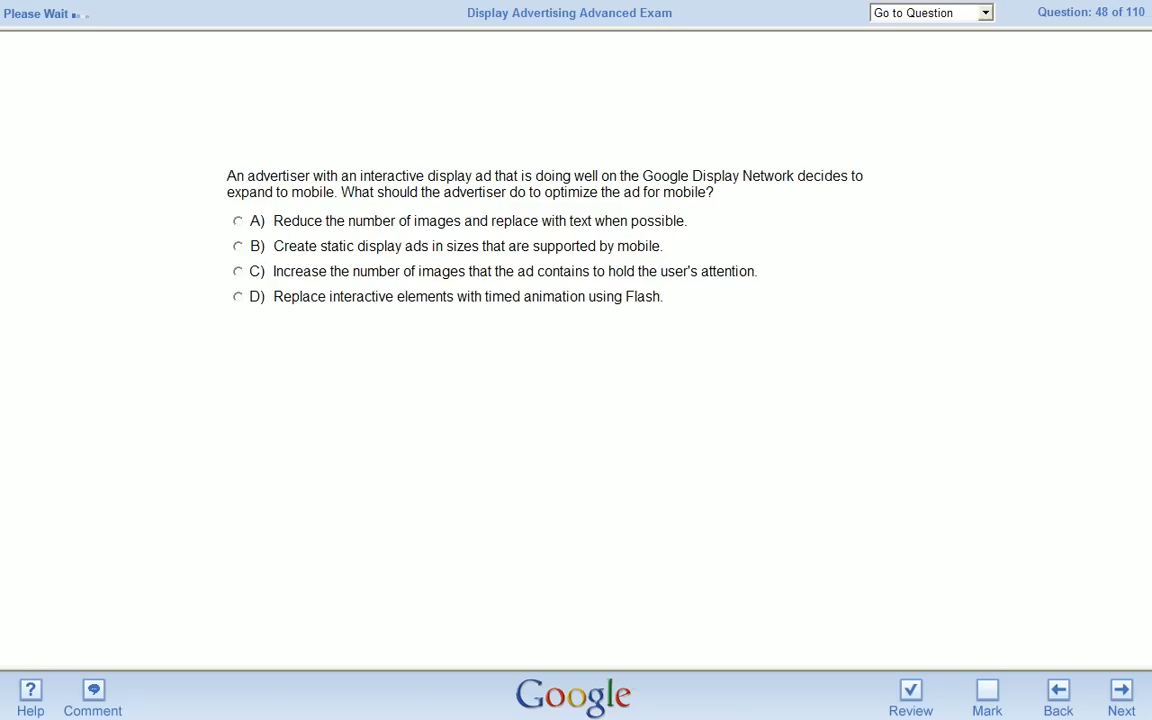 Please Wait
Display Advertising Advanced Exam
Go to Question
Question: 48 of 110
An advertiser with an interactive display ad that is doing well on the Google Display Network decides to
expand to mobile. What should the advertiser do to optimize the ad for mobile?
A) Reduce the number of images and replace with text when possible.
B) Create static display ads in sizes that are supported by mobile.
C) Increase the number of images that the ad contains to hold the user's attention.
D) Replace interactive elements with timed animation using Flash.
?
Help
Comment
Google
Review
Mark
Back
Next